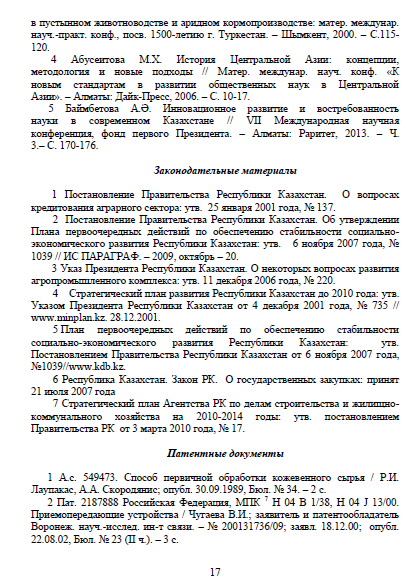 в пустынном животноводстве и аридном кормопроизводстве: матер. междунар.
науч.-практ. конф., посв. 1500-летию г. Туркестан. – Шымкент, 2000. – С.115-
120.
4 Абусеитова М.Х. История Центральной Азии: концепции,
методология и новые подходы // Матер. междунар. науч. конф. «К
новым стандартам в развитии общественных наук в Центральной
Азии». – Алматы: Дайк-Пресс, 2006. – С. 10-17.
5 Баймбетова А.Ә. Инновационное развитие и востребованность
науки в современном Казахстане // VII Международная научная
конференция, фонд первого Президента. – Алматы: Раритет, 2013. – Ч.
3.– С. 170-176.
Законодательные материалы
1 Постановление Правительства Республики Казахстан. О вопросах
кредитования аграрного сектора: утв. 25 января 2001 года, № 137.
2 Постановление Правительства Республики Казахстан. Об утверждении
Плана первоочередных действий по обеспечению стабильности социально-
экономического развития Республики Казахстан: утв. 6 ноября 2007 года, №
1039 // ИС ПАРАГРАФ. – 2009, октябрь – 20.
3 Указ Президента Республики Казахстан. О некоторых вопросах развития
агропромышленного комплекса: утв. 11 декабря 2006 года, № 220.
4 Стратегический план развития Республики Казахстан до 2010 года: утв.
Указом Президента Республики Казахстан от 4 декабря 2001 года, № 735 //
www.minplan.kz. 28.12.2001.
5 План первоочередных действий по обеспечению стабильности
социально-экономического развития Республики Казахстан: утв.
Постановлением Правительства Республики Казахстан от 6 ноября 2007 года,
№1039//www.kdb.kz.
6 Республика Казахстан. Закон РК. О государственных закупках: принят
21 июля 2007 года
7 Стратегический план Агентства РК по делам строительства и жилищно-
коммунального хозяйства на 2010-2014 годы: утв. постановлением
Правительства РК от 3 марта 2010 года, № 17.
Патентные документы
1 А.с. 549473. Способ первичной обработки кожевенного сырья / Р.И.
Лаупакас, А.А. Скородянис; опубл. 30.09.1989, Бюл. № 34. – 2 с.
2 Пат. 2187888 Российская Федерация, МПК 7 Н 04 В 1/38, Н 04 J 13/00.
Приемопередающие устройства / Чугаева В.И.; заявитель и патентообладатель
Воронеж. науч.-исслед. ин-т связи. – № 200131736/09; заявл. 18.12.00; опубл.
22.08.02, Бюл. № 23 (II ч.). – 3 с.
17